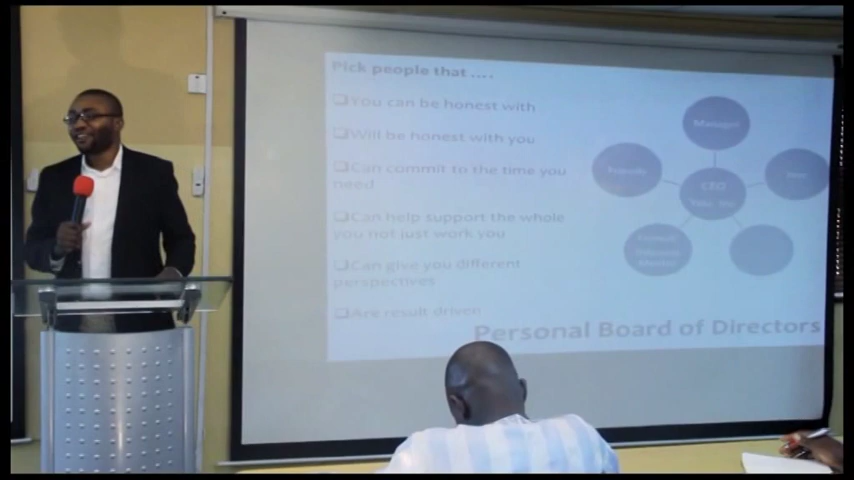 Pick people that ....
You can be honest with
Will be honest with you
Can commit to the time you
need
Can help support the whole
you not just work you
Can give you different
perspectives
Are result driven
Manager
Friends
CEO
You, Inc
Personal Board of Directors